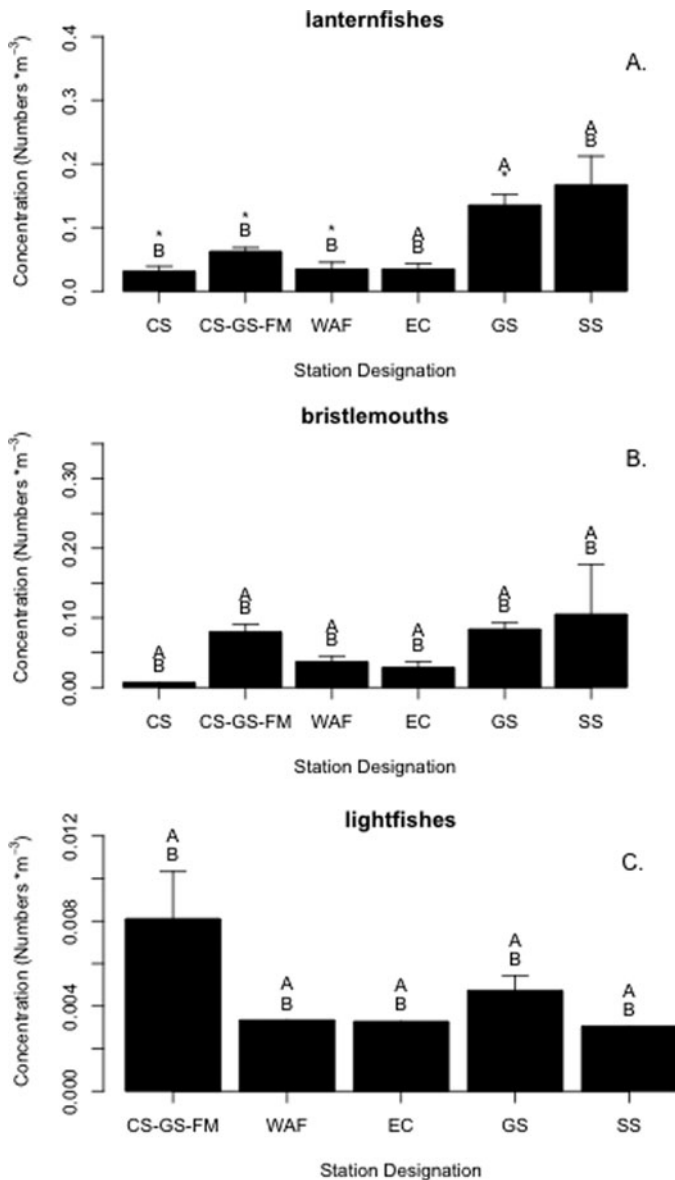 lanternfishes
A.
Concentration (Numbers *m⁻³)
0.4
0.3
0.2
0.1
0.0
* B
* B
* B
A B
A *
A B
CS CS-GS-FM WAF EC GS SS
Station Designation
bristlemouths
B.
Concentration (Numbers *m⁻³)
0.30
0.20
0.10
0.00
A B
A B
A B
A B
A B
A B
CS CS-GS-FM WAF EC GS SS
Station Designation
lightfishes
C.
Concentration (Numbers *m⁻³)
0.012
0.008
0.004
0.000
A B
A B
A B
A B
A B
CS-GS-FM WAF EC GS SS
Station Designation